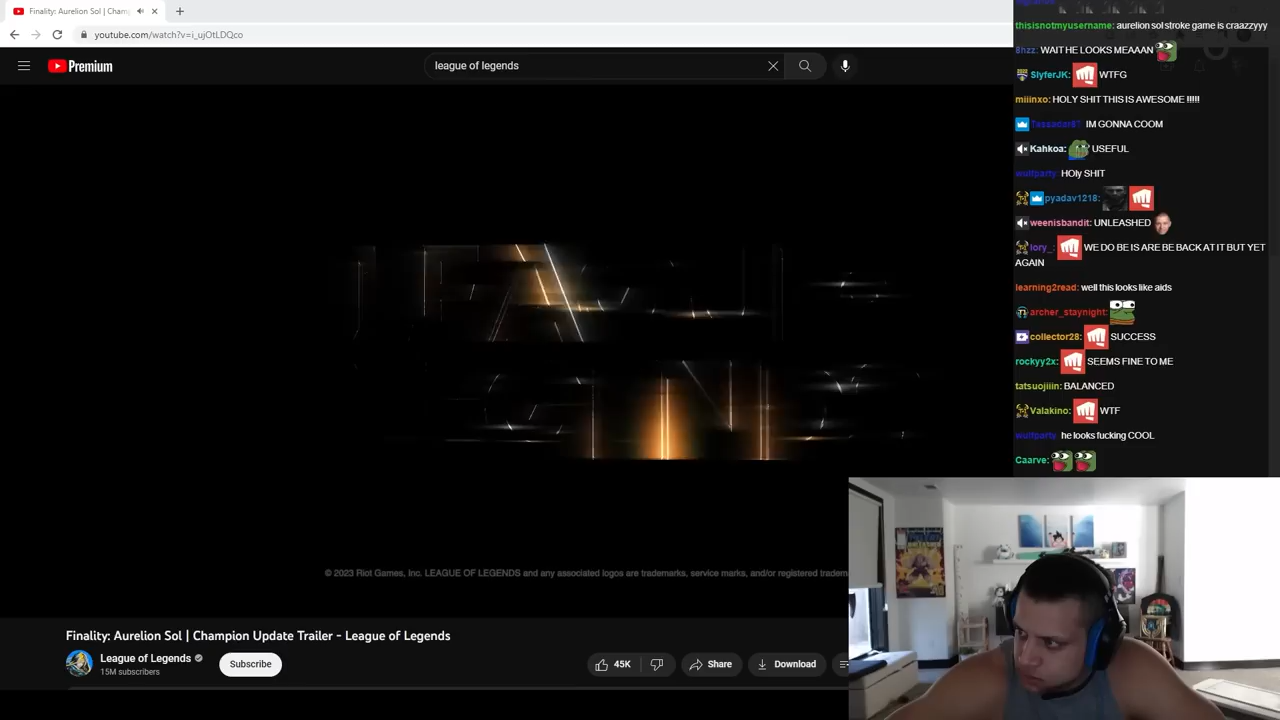 Finality: Aurelion Sol | Cham
youtube.com/watch?v=i_ujOtLDQco
Premium
league of legends
thisisnotmyusername: aurelion sol stroke game is craazzyyy
Bhzz: WAIT HE LOOKS MEAAAN
SlyferJK: WTFG
miiinxo: HOLY SHIT THIS IS AWESOME !!!!!
IM GONNA COOM
Kahkoa: USEFUL
wulfparty: HOly SHIT
pyadav1218:
weenisbandit: UNLEASHED
lory_: WE DO BE IS ARE BE BACK AT IT BUT YET
AGAIN
learning2read: well this looks like aids
archer_staynight:
collector28: SUCCESS
rockyy2x: SEEMS FINE TO ME
tatsuojiiin: BALANCED
Valakino: WTF
wulfparty: he looks fucking COOL
Caarve:
© 2023 Riot Games, Inc. LEAGUE OF LEGENDS and any associated logos are trademarks, service marks, and/or registered tradem
Finality: Aurelion Sol | Champion Update Trailer - League of Legends
League of Legends
15M subscribers
Subscribe
45K
Share
Download